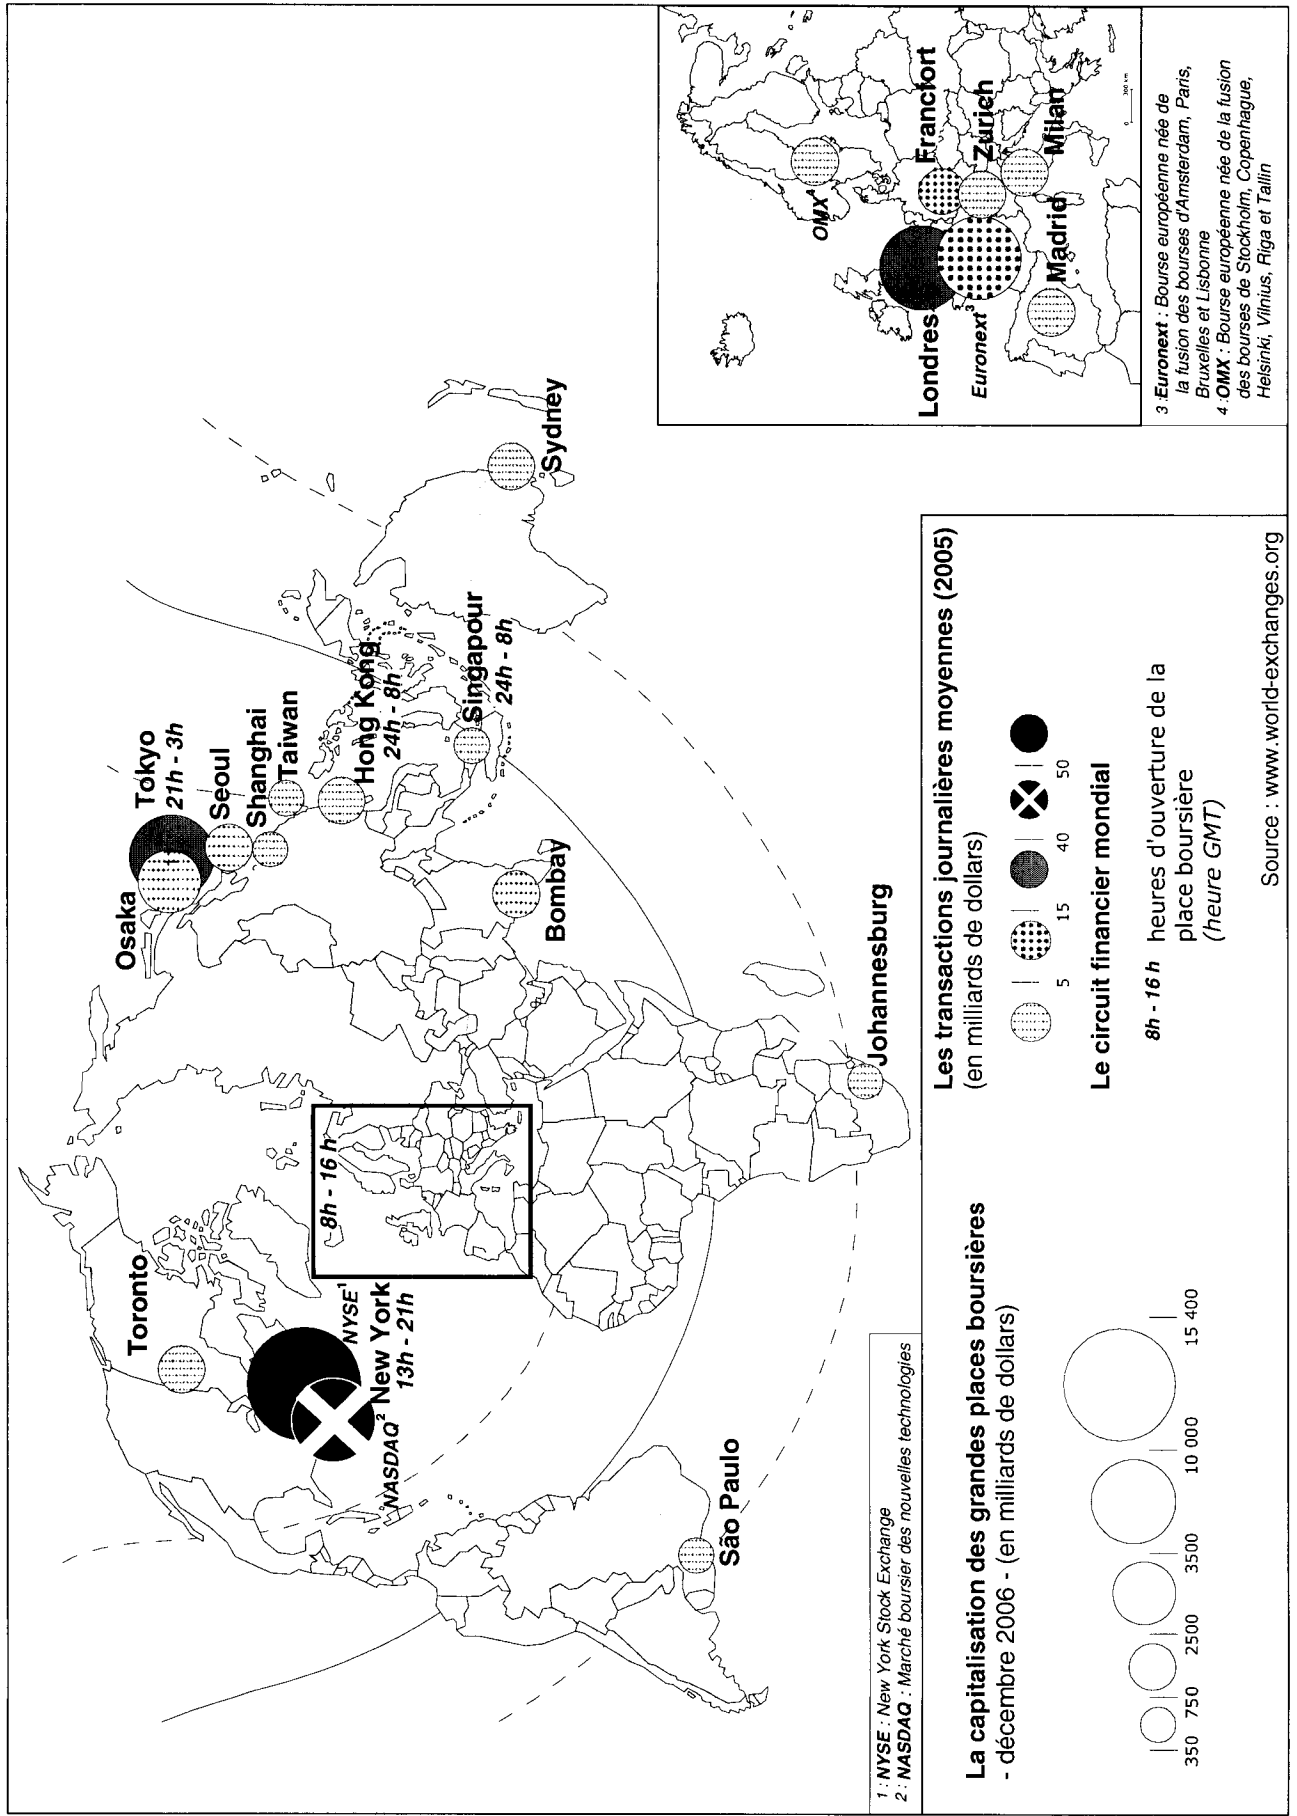 Toronto
NYSE¹
NASDAQ²
New York
13h - 21h
8h - 16 h
São Paulo
Johannesburg
Osaka
Tokyo
21h - 3h
Seoul
Shanghai
Taiwan
Hong Kong
24h - 8h
Singapour
24h - 8h
Bombay
Sydney
OMX⁴
Londres
Euronext³
Francfort
Zurich
Milan
Madrid
0 300 km
3 :Euronext : Bourse européenne née de
la fusion des bourses d'Amsterdam, Paris,
Bruxelles et Lisbonne
4 :OMX : Bourse européenne née de la fusion
des bourses de Stockholm, Copenhague,
Helsinki, Vilnius, Riga et Tallin
1 : NYSE : New York Stock Exchange
2 : NASDAQ : Marché boursier des nouvelles technologies
La capitalisation des grandes places boursières
- décembre 2006 - (en milliards de dollars)
350 750 2500 3500 10 000 15 400
Les transactions journalières moyennes (2005)
(en milliards de dollars)
5 15 40 50
Le circuit financier mondial
8h - 16 h heures d'ouverture de la
place boursière
(heure GMT)
Source : www.world-exchanges.org